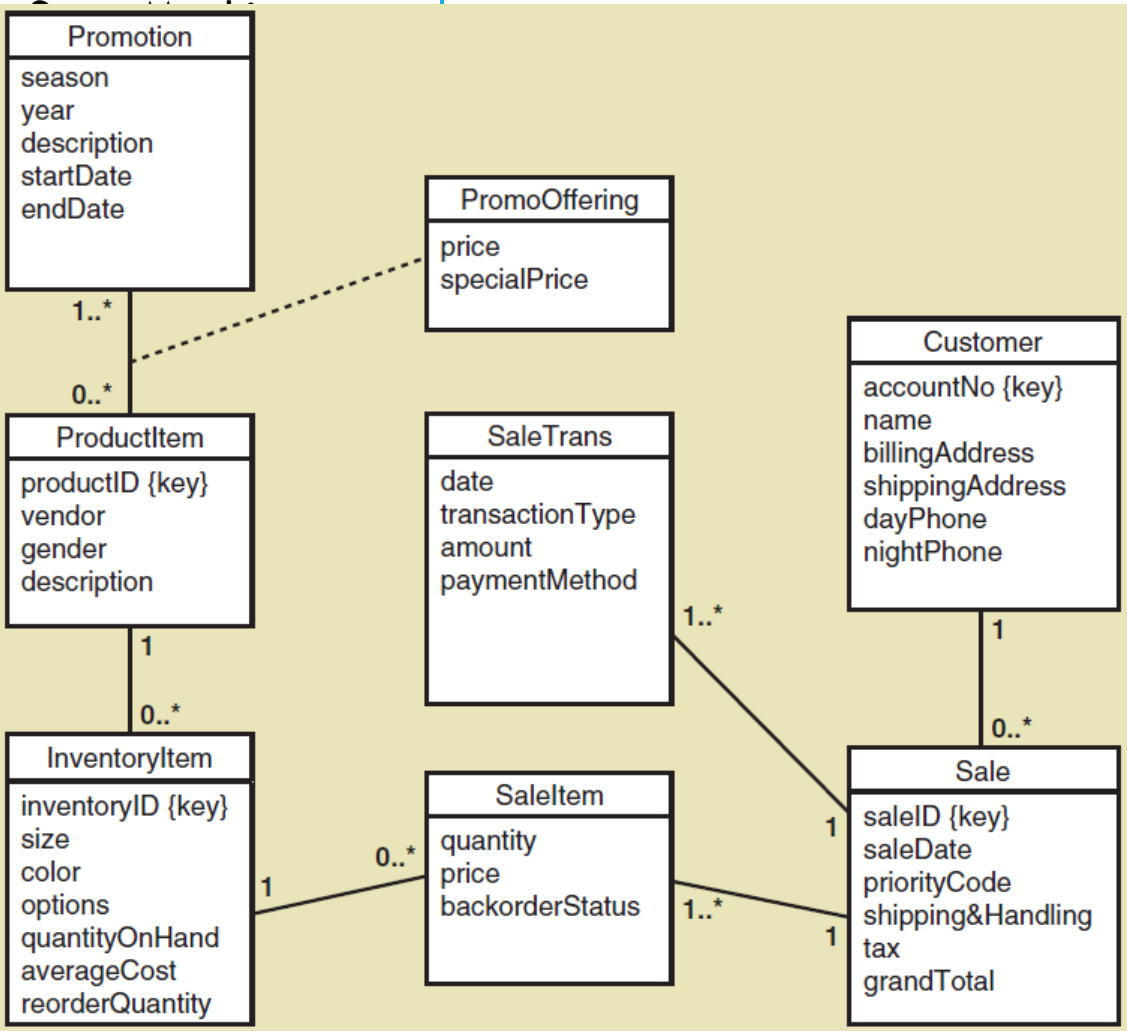 Promotion
season
year
description
startDate
endDate
1..*
0..*
PromoOffering
price
specialPrice
ProductItem
productID {key}
vendor
gender
description
1
0..*
SaleTrans
date
transactionType
amount
paymentMethod
1..*
1
Customer
accountNo {key}
name
billingAddress
shippingAddress
dayPhone
nightPhone
1
0..*
InventoryItem
inventoryID {key}
size
color
options
quantityOnHand
averageCost
reorderQuantity
1
0..*
SaleItem
quantity
price
backorderStatus
1..*
1
Sale
saleID {key}
saleDate
priorityCode
shipping&Handling
tax
grandTotal